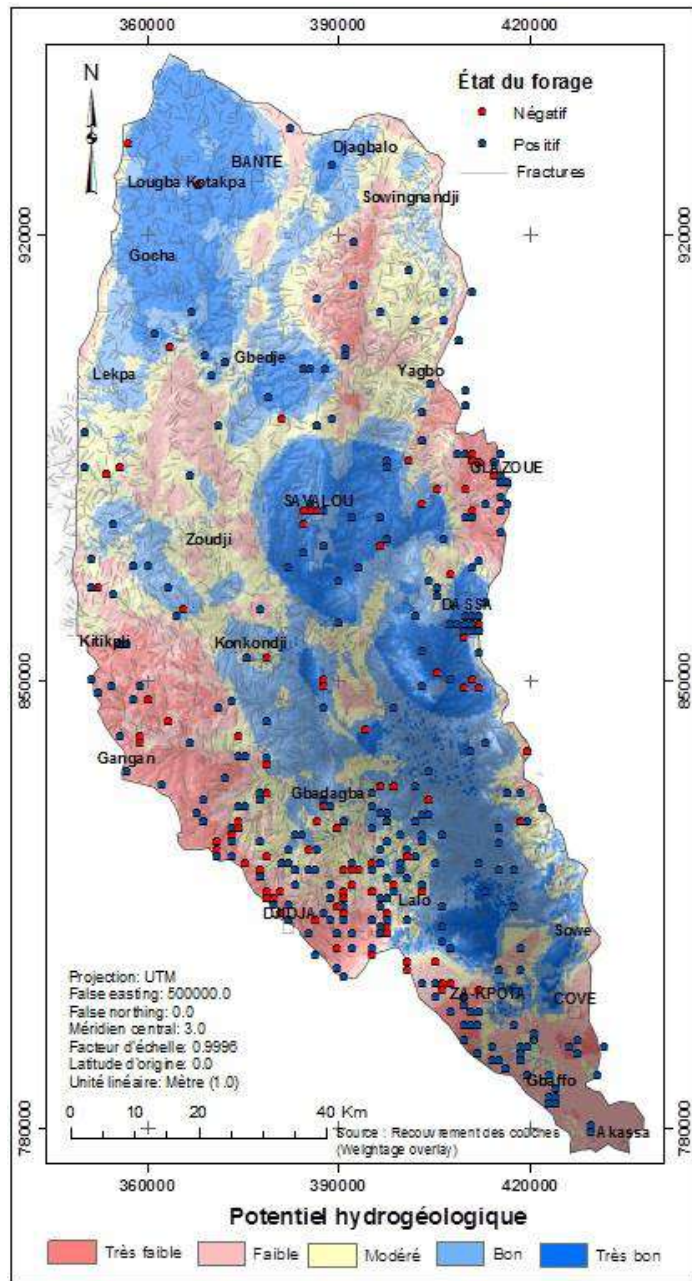 360000 390000 420000
N
État du forage
Négatif
Positif
Fractures
BANTE
Djagbalo
Lougba Kotakpa
Sowingnandji
920000 920000
Gocha
Gbedje
Lekpa
Yagbo
GLAZOUE
SAVALOU
Zoudji
DASSA
Kitikpli
Konkondji
850000 850000
Gangan
Gbadagba
Lalo
DJIDJA
Sowe
Projection: UTM
False easting: 500000.0
False northing: 0.0
Méridien central: 3.0
Facteur d'échelle: 0.9996
Latitude d'origine: 0.0
Unité linéaire: Mètre (1.0)
ZA-KPOTA
COVE
Gbaffo
0 10 20 40 Km
780000 780000
Akassa
Source : Recouvrement des couches
(Weightage overlay)
360000 390000 420000
Potentiel hydrogéologique
Très faible Faible Modéré Bon Très bon